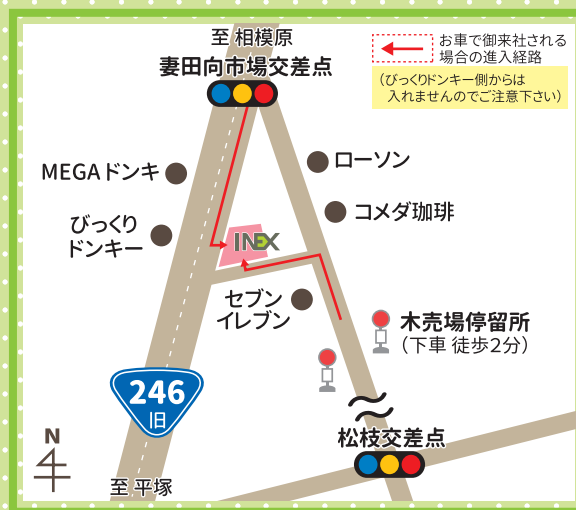 至 相模原
妻田向市場交差点
お車で御来社される
場合の進入経路
（びっくりドンキー側からは
入れませんのでご注意下さい）
MEGAドンキ
ローソン
びっくり
ドンキー
コメダ珈琲
INEX
セブン
イレブン
木売場停留所
（下車 徒歩2分）
246
旧
松枝交差点
N
至 平塚